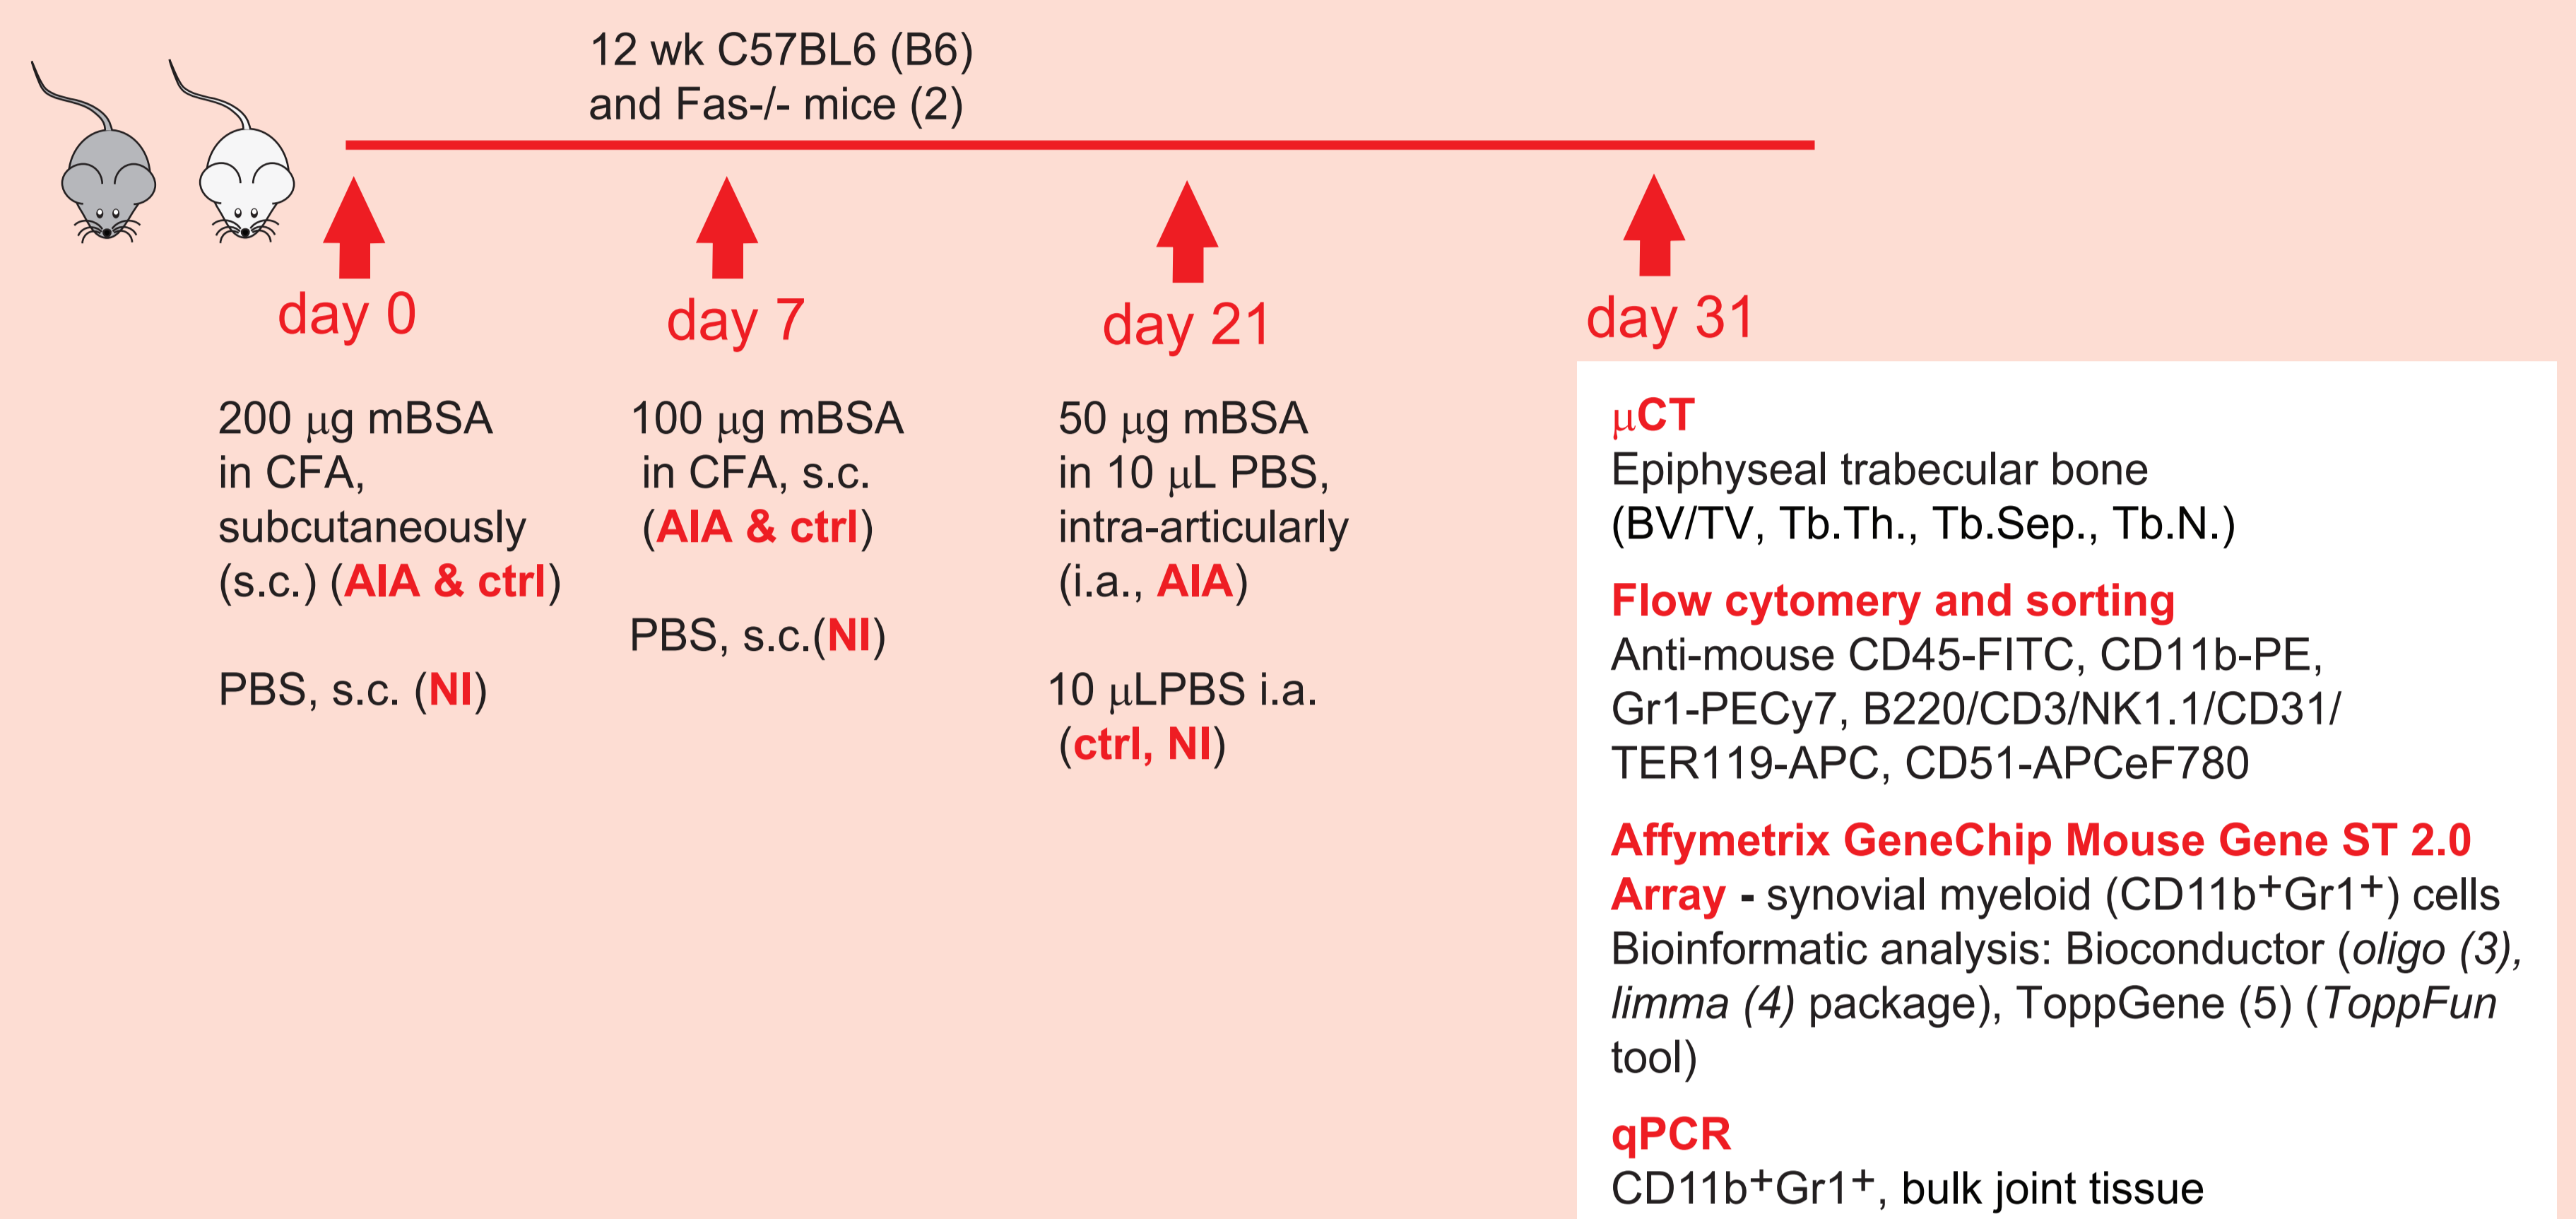 12 wk C57BL6 (B6)
and Fas-/- mice (2)
day 0
200 μg mBSA
in CFA,
subcutaneously
(s.c.) (AIA & ctrl)
PBS, s.c. (NI)
day 7
100 μg mBSA
in CFA, s.c.
(AIA & ctrl)
PBS, s.c.(NI)
day 21
50 μg mBSA
in 10 μL PBS,
intra-articularly
(i.a., AIA)
10 μLPBS i.a.
(ctrl, NI)
day 31
μCT
Epiphyseal trabecular bone
(BV/TV, Tb.Th., Tb.Sep., Tb.N.)
Flow cytomery and sorting
Anti-mouse CD45-FITC, CD11b-PE,
Gr1-PECy7, B220/CD3/NK1.1/CD31/
TER119-APC, CD51-APCeF780
Affymetrix GeneChip Mouse Gene ST 2.0
Array - synovial myeloid (CD11b⁺Gr1⁺) cells
Bioinformatic analysis: Bioconductor (oligo (3),
limma (4) package), ToppGene (5) (ToppFun
tool)
qPCR
CD11b⁺Gr1⁺, bulk joint tissue